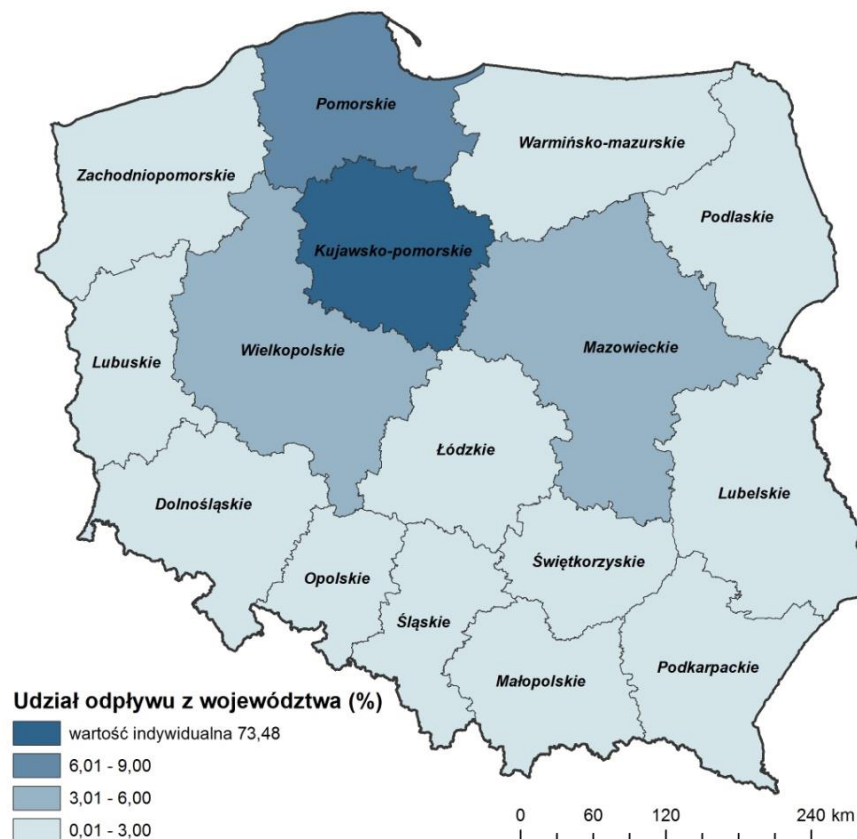 Pomorskie
Warmińsko-mazurskie
Zachodniopomorskie
Podlaskie
Kujawsko-pomorskie
Wielkopolskie
Mazowieckie
Lubuskie
Łódzkie
Lubelskie
Dolnośląskie
Świętkorzyskie
Opolskie
Śląskie
Podkarpackie
Małopolskie
Udział odpływu z województwa (%)
wartość indywidualna 73,48
6,01 - 9,00
3,01 - 6,00
0,01 - 3,00
0 60 120 240 km